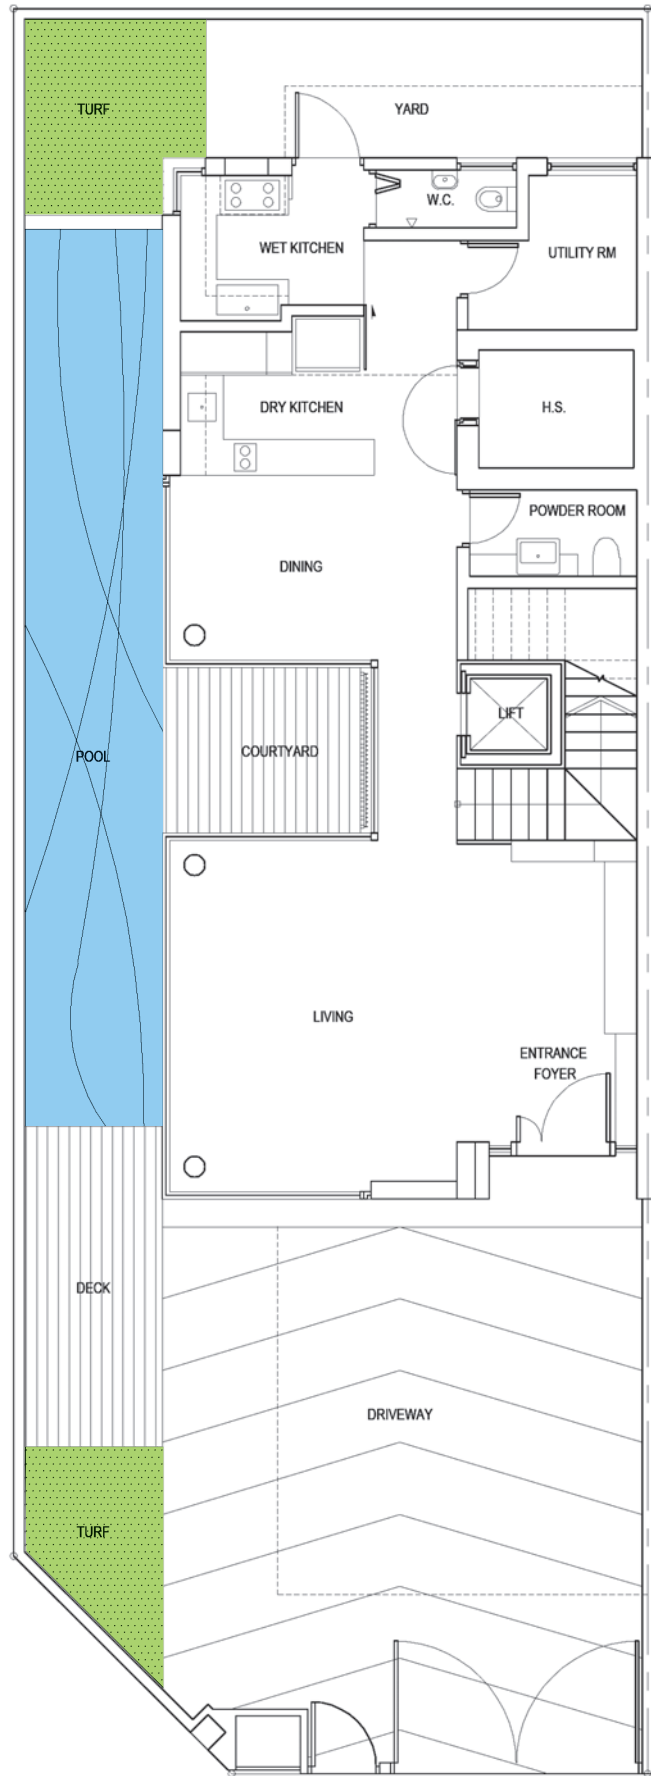 TURF
YARD
W.C.
WET KITCHEN
UTILITY RM
DRY KITCHEN
H.S.
POWDER ROOM
DINING
LIFT
COURTYARD
POOL
LIVING
ENTRANCE
FOYER
DECK
DRIVEWAY
TURF